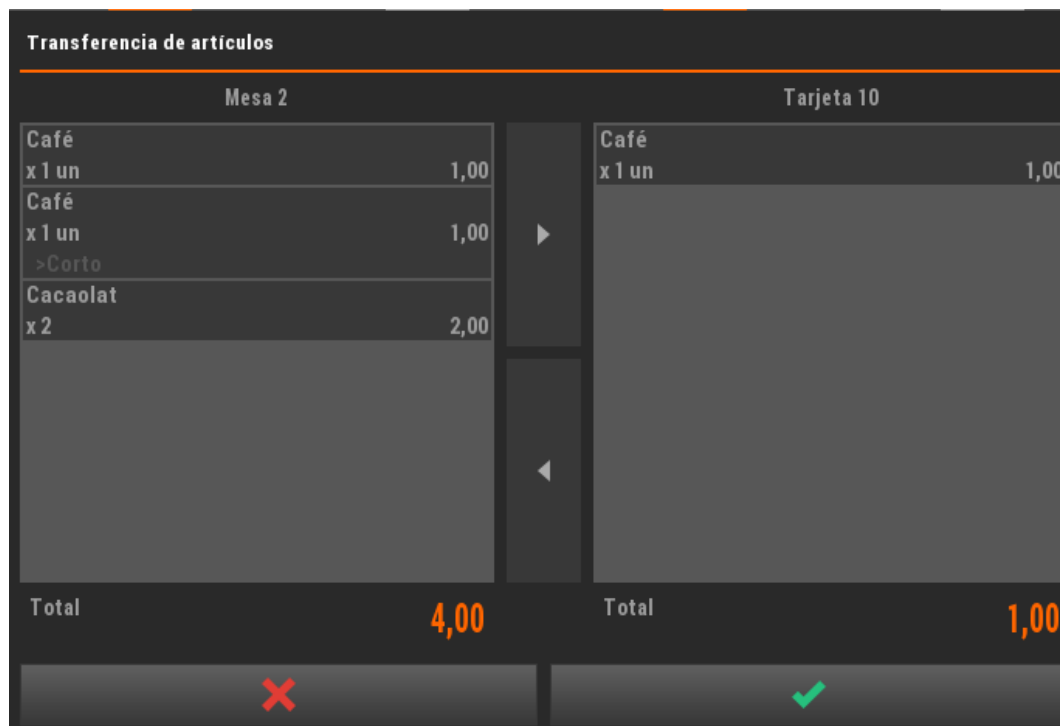 Transferencia de artículos
Mesa 2
Café
x 1 un 1,00
Café
x 1 un 1,00
>Corto
Cacaolat
x 2 2,00
Total 4,00
Tarjeta 10
Café
x 1 un 1,00
Total 1,00